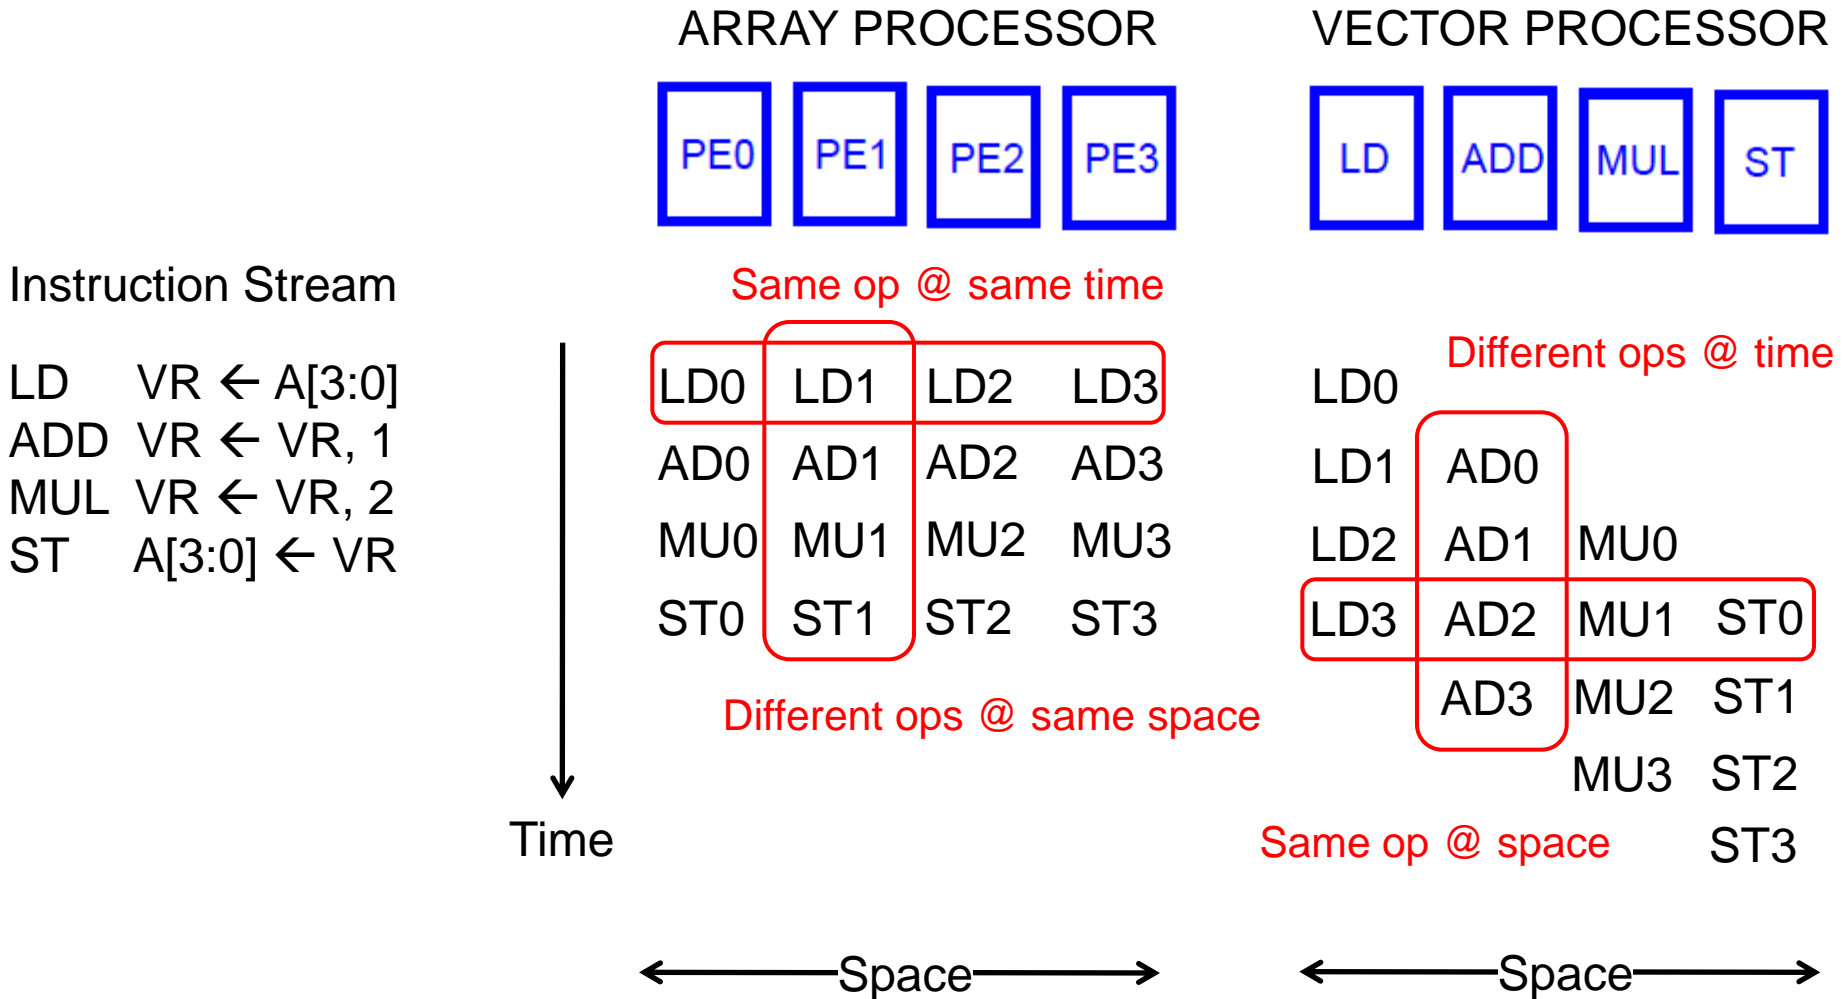 ARRAY PROCESSOR VECTOR PROCESSOR
PE0 PE1 PE2 PE3 LD ADD MUL ST
Instruction Stream
Same op @ same time
Different ops @ time
LD VR ← A[3:0]
ADD VR ← VR, 1
MUL VR ← VR, 2
ST A[3:0] ← VR
LD0 LD1 LD2 LD3
AD0 AD1 AD2 AD3
MU0 MU1 MU2 MU3
ST0 ST1 ST2 ST3
Different ops @ same space
LD0
LD1 AD0
LD2 AD1 MU0
LD3 AD2 MU1 ST0
AD3 MU2 ST1
MU3 ST2
ST3
Same op @ space
Time
Space Space